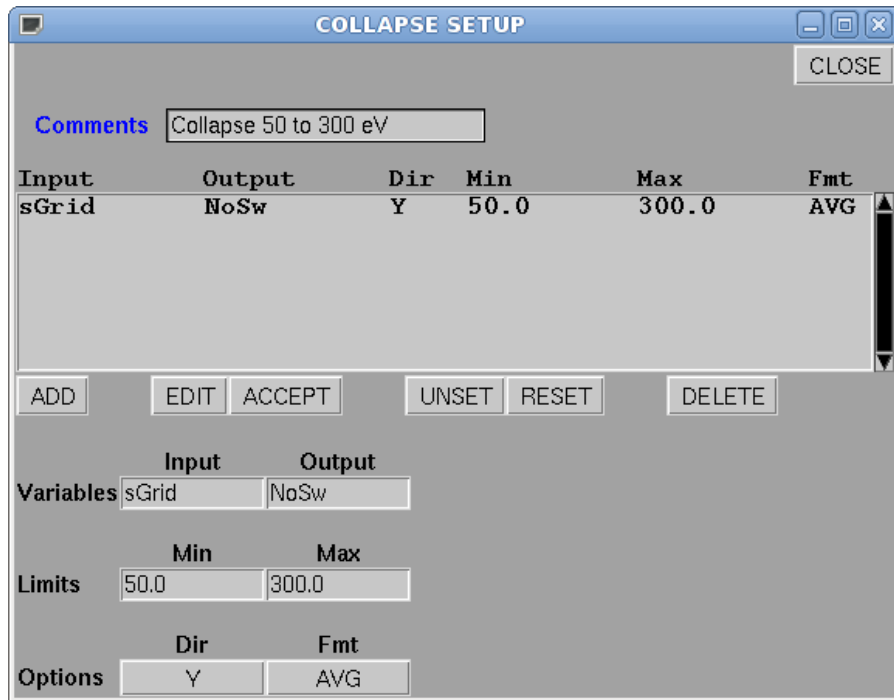 COLLAPSE SETUP
CLOSE
Comments Collapse 50 to 300 eV
Input Output Dir Min Max Fmt
sGrid NoSw Y 50.0 300.0 AVG
ADD EDIT ACCEPT UNSET RESET DELETE
Input Output
Variables sGrid NoSw
Min Max
Limits 50.0 300.0
Dir Fmt
Options Y AVG